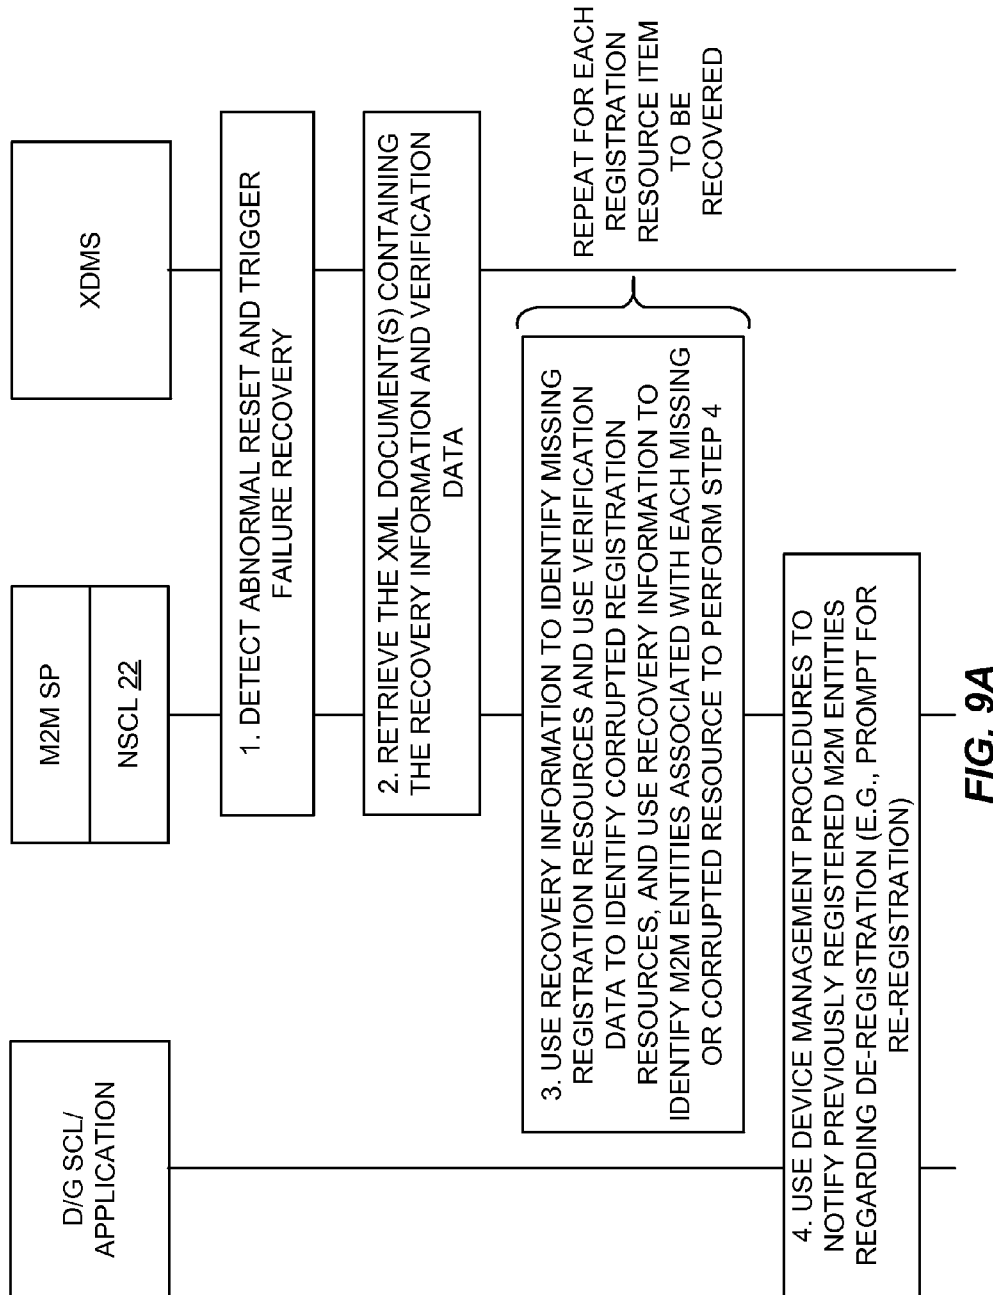 D/G SCL/
APPLICATION
M2M SP
NSCL 22
XDMS
1. DETECT ABNORMAL RESET AND TRIGGER
FAILURE RECOVERY
2. RETRIEVE THE XML DOCUMENT(S) CONTAINING
THE RECOVERY INFORMATION AND VERIFICATION
DATA
3. USE RECOVERY INFORMATION TO IDENTIFY MISSING
REGISTRATION RESOURCES AND USE VERIFICATION
DATA TO IDENTIFY CORRUPTED REGISTRATION
RESOURCES, AND USE RECOVERY INFORMATION TO
IDENTIFY M2M ENTITIES ASSOCIATED WITH EACH MISSING
OR CORRUPTED RESOURCE TO PERFORM STEP 4
REPEAT FOR EACH
REGISTRATION
RESOURCE ITEM
TO BE
RECOVERED
4. USE DEVICE MANAGEMENT PROCEDURES TO
NOTIFY PREVIOUSLY REGISTERED M2M ENTITIES
REGARDING DE-REGISTRATION (E.G., PROMPT FOR
RE-REGISTRATION)
FIG. 9A